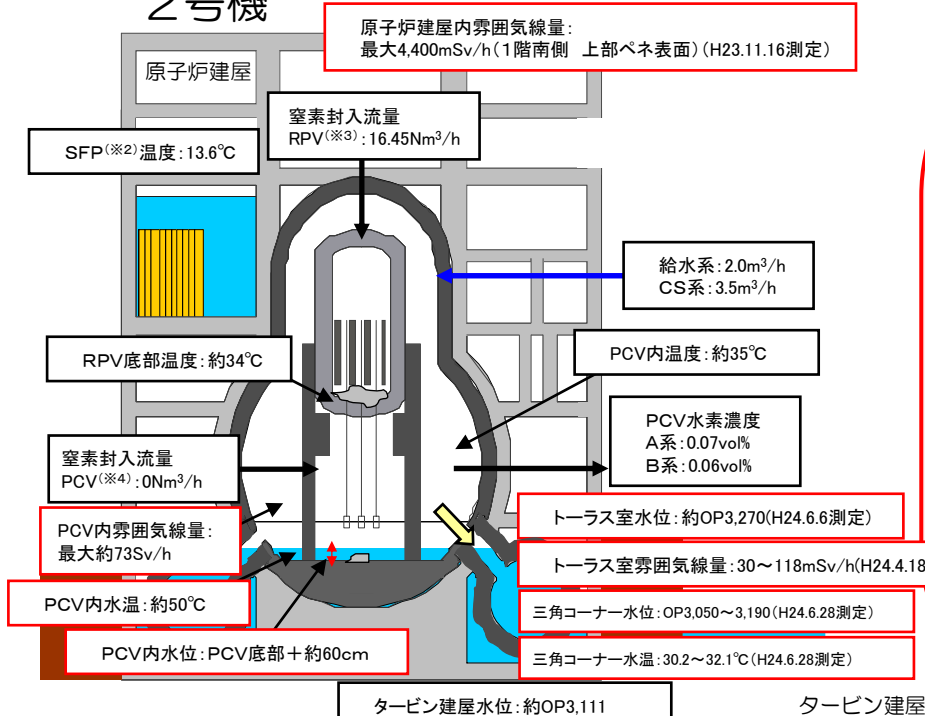 ２号機
原子炉建屋内雰囲気線量:
最大4,400mSv/h(1階南側　上部ペネ表面)(H23.11.16測定)
原子炉建屋
窒素封入流量
RPV(※3):16.45Nm³/h
SFP(※2)温度:13.6℃
給水系:2.0m³/h
CS系:3.5m³/h
RPV底部温度:約34℃
PCV内温度:約35℃
PCV水素濃度
A系:0.07vol%
B系:0.06vol%
窒素封入流量
PCV(※4):0Nm³/h
PCV内雰囲気線量:
最大約73Sv/h
トーラス室水位:約OP3,270(H24.6.6測定)
トーラス室雰囲気線量:30～118mSv/h(H24.4.18
PCV内水温:約50℃
三角コーナー水位:OP3,050～3,190(H24.6.28測定)
PCV内水位:PCV底部＋約60cm
三角コーナー水温:30.2～32.1℃(H24.6.28測定)
タービン建屋水位:約OP3,111
タービン建屋